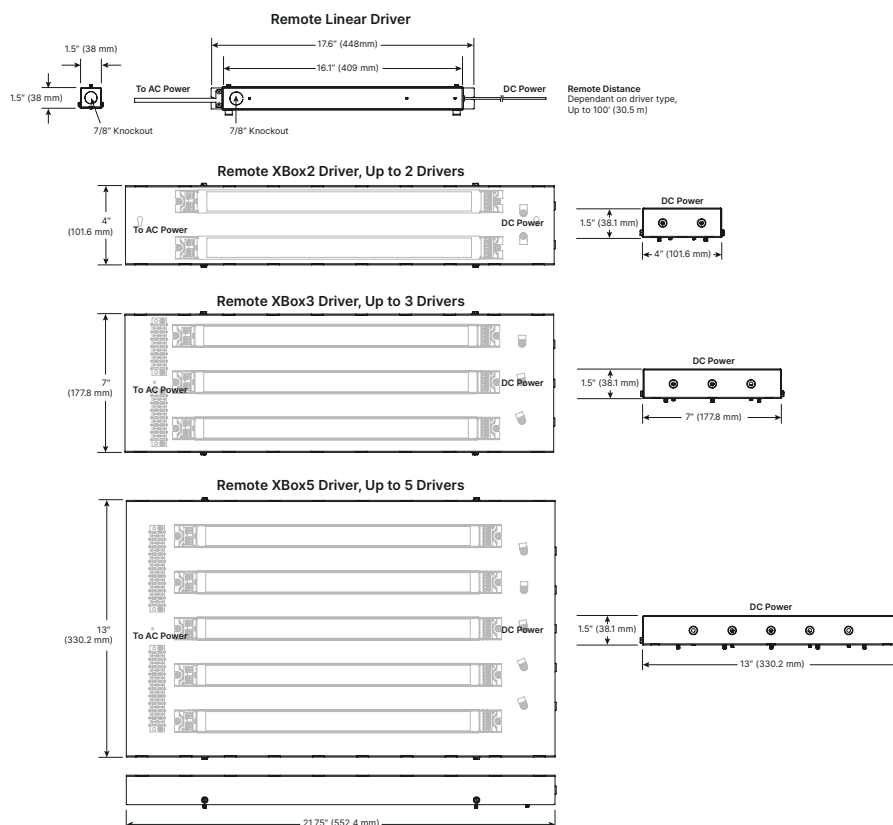 Remote Linear Driver
17.6" (448mm)
1.5" (38 mm)
16.1" (409 mm)
To AC Power
DC Power
Remote Distance
Dependant on driver type,
Up to 100' (30.5 m)
1.5" (38 mm)
7/8" Knockout
7/8" Knockout
Remote XBox2 Driver, Up to 2 Drivers
4"
(101.6 mm)
To AC Power
DC Power
DC Power
1.5" (38.1 mm)
4" (101.6 mm)
Remote XBox3 Driver, Up to 3 Drivers
7"
(177.8 mm)
To AC Power
DC Power
DC Power
1.5" (38.1 mm)
7" (177.8 mm)
Remote XBox5 Driver, Up to 5 Drivers
13"
(330.2 mm)
To AC Power
DC Power
DC Power
1.5" (38.1 mm)
13" (330.2 mm)
21.75" (552.4 mm)